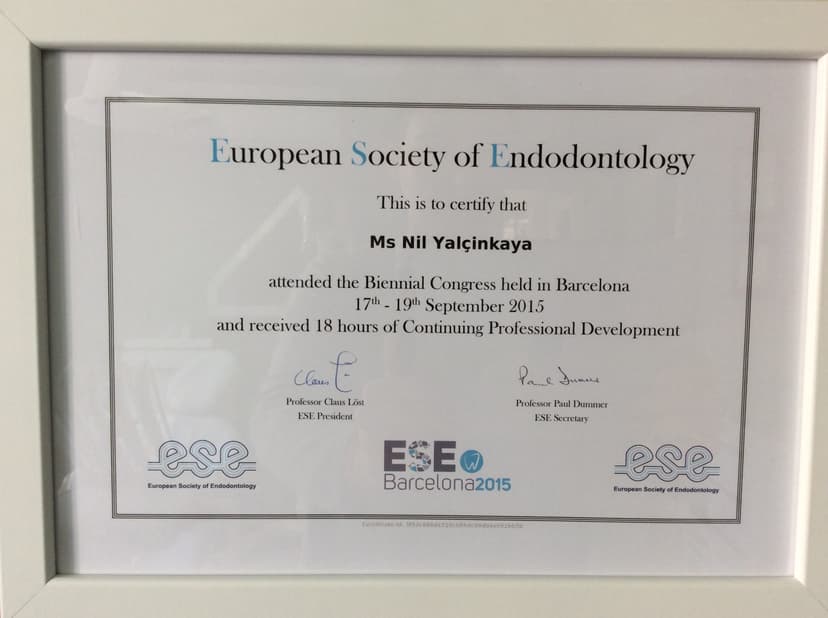 European Society of Endodontology
This is to certify that
Ms Nil Yalçinkaya
attended the Biennial Congress held in Barcelona
17th - 19th September 2015
and received 18 hours of Continuing Professional Development
Professor Claus Löst
ESE President
Professor Paul Dummer
ESE Secretary
ese
European Society of Endodontology
ESE
Barcelona2015
ese
European Society of Endodontology